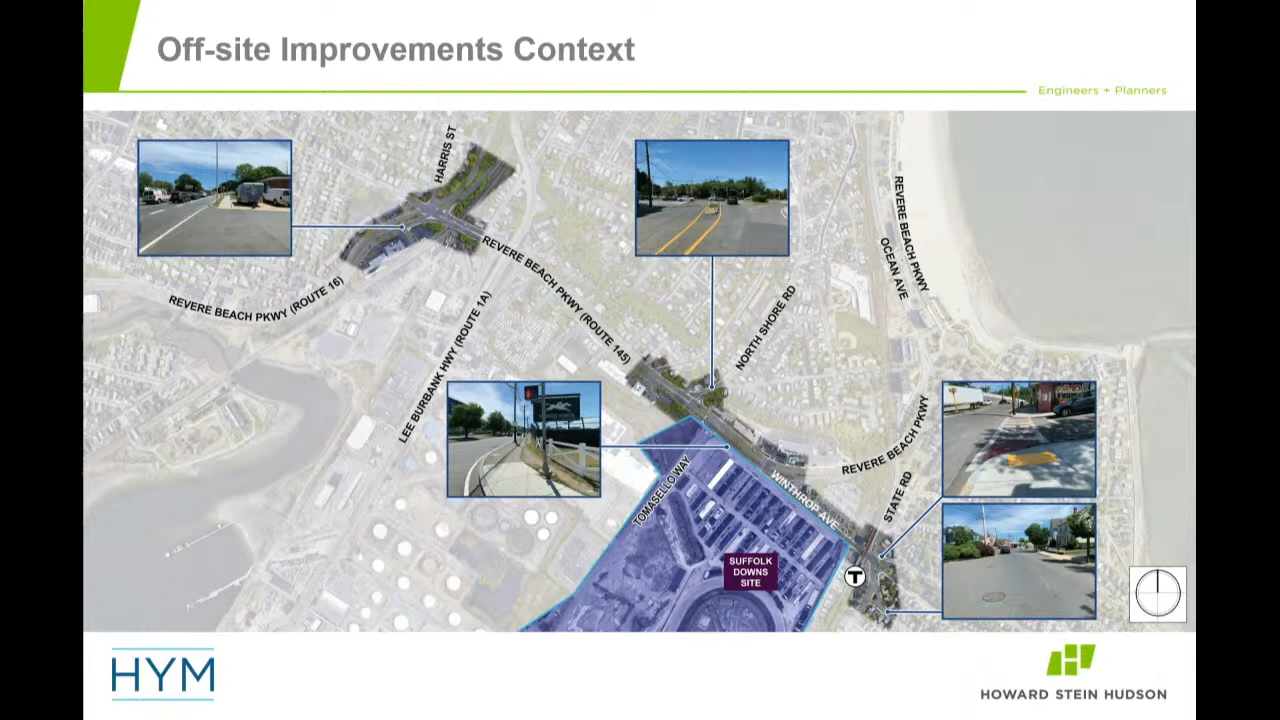 Off-site Improvements Context
Engineers + Planners
HARRIS ST
REVERE BEACH PKWY
OCEAN AVE
REVERE BEACH PKWY (ROUTE 16)
REVERE BEACH PKWY (ROUTE 145)
LEE BURBANK HWY (ROUTE 1A)
NORTH SHORE RD
REVERE BEACH PKWY
TOMASELLO WAY
WINTHROP AVE
STATE RD
SUFFOLK
DOWNS
SITE
T
HYM
HOWARD STEIN HUDSON